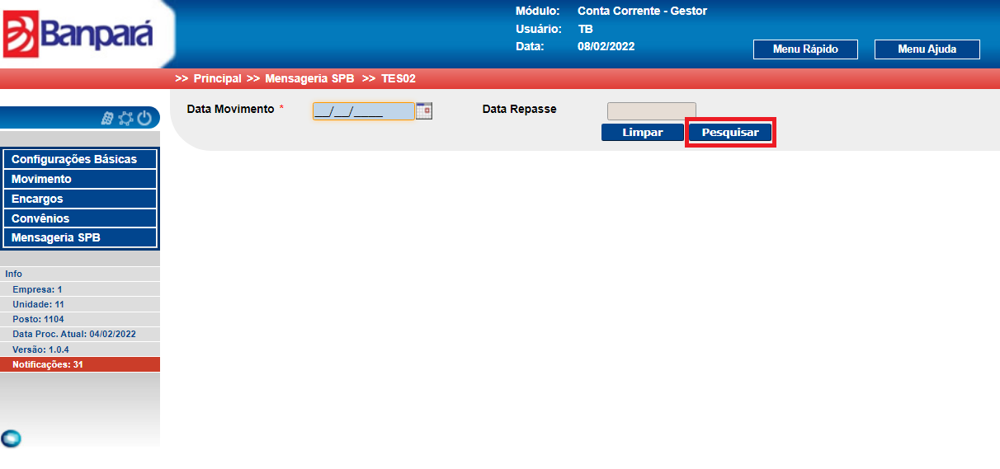 Banpará
Módulo: Conta Corrente - Gestor
Usuário: TB
Data: 08/02/2022
Menu Rápido
Menu Ajuda
>> Principal >> Mensageria SPB >> TES02
Data Movimento *
__/__/____
Data Repasse
Limpar
Pesquisar
Configurações Básicas
Movimento
Encargos
Convênios
Mensageria SPB
Info
Empresa: 1
Unidade: 11
Posto: 1104
Data Proc. Atual: 04/02/2022
Versão: 1.0.4
Notificações: 31